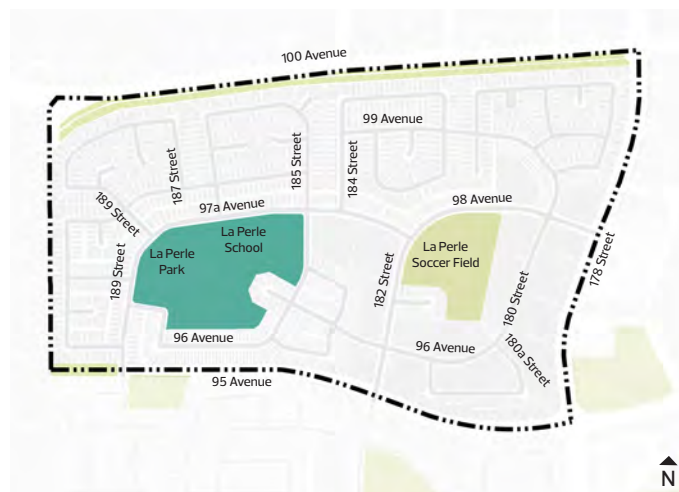 100 Avenue
99 Avenue
187 Street
185 Street
184 Street
189 Street
97a Avenue
98 Avenue
La Perle
School
La Perle
Park
La Perle
Soccer Field
189 Street
182 Street
180 Street
178 Street
96 Avenue
96 Avenue
180a Street
95 Avenue
N